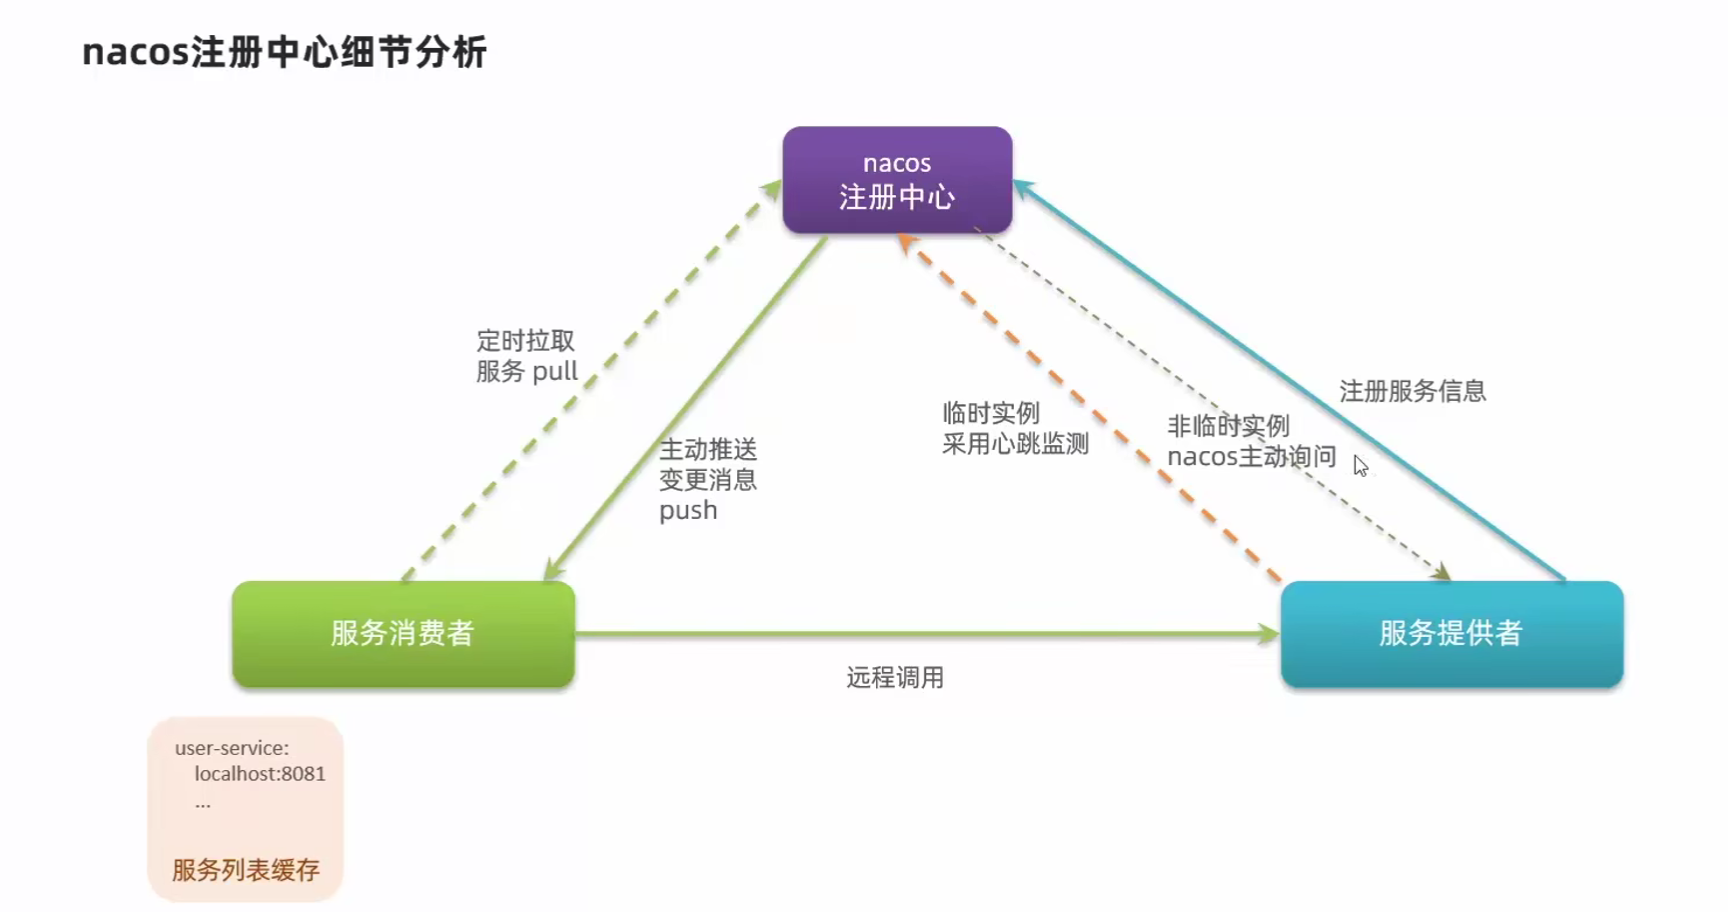 nacos注册中心细节分析
nacos
注册中心
定时拉取
服务 pull
主动推送
变更消息
push
临时实例
采用心跳监测
非临时实例
nacos主动询问
注册服务信息
服务消费者
远程调用
服务提供者
user-service:
localhost:8081
...
服务列表缓存